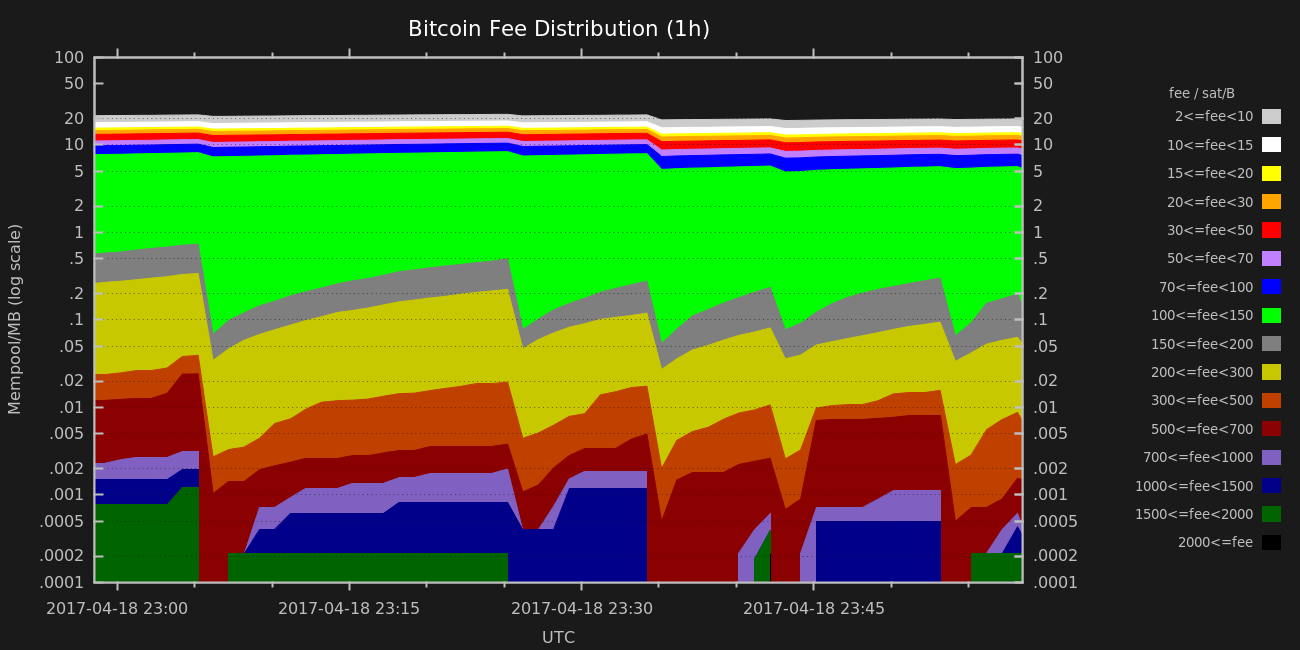 Bitcoin Fee Distribution (1h)
100 100
50 50
20 20
10 10
5 5
2 2
1 1
.5 .5
.2 .2
.1 .1
.05 .05
.02 .02
.01 .01
.005 .005
.002 .002
.001 .001
.0005 .0005
.0002 .0002
.0001 .0001
Mempool/MB (log scale)
2017-04-18 23:00 2017-04-18 23:15 2017-04-18 23:30 2017-04-18 23:45
UTC
fee / sat/B
2<=fee<10
10<=fee<15
15<=fee<20
20<=fee<30
30<=fee<50
50<=fee<70
70<=fee<100
100<=fee<150
150<=fee<200
200<=fee<300
300<=fee<500
500<=fee<700
700<=fee<1000
1000<=fee<1500
1500<=fee<2000
2000<=fee